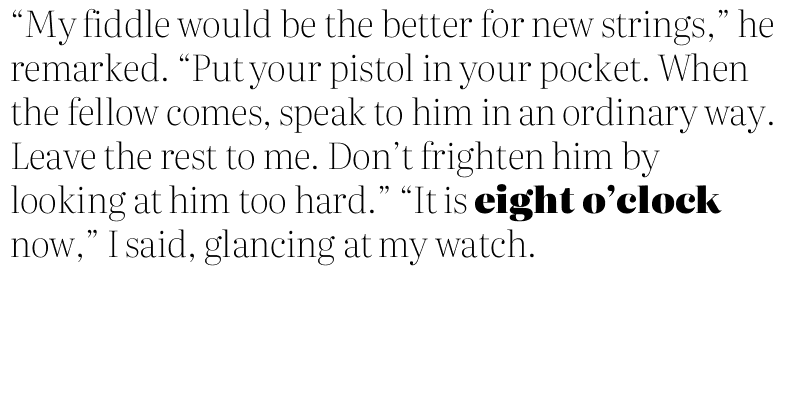 “My fiddle would be the better for new strings,” he
remarked. “Put your pistol in your pocket. When
the fellow comes, speak to him in an ordinary way.
Leave the rest to me. Don’t frighten him by
looking at him too hard.” “It is eight o’clock
now,” I said, glancing at my watch.